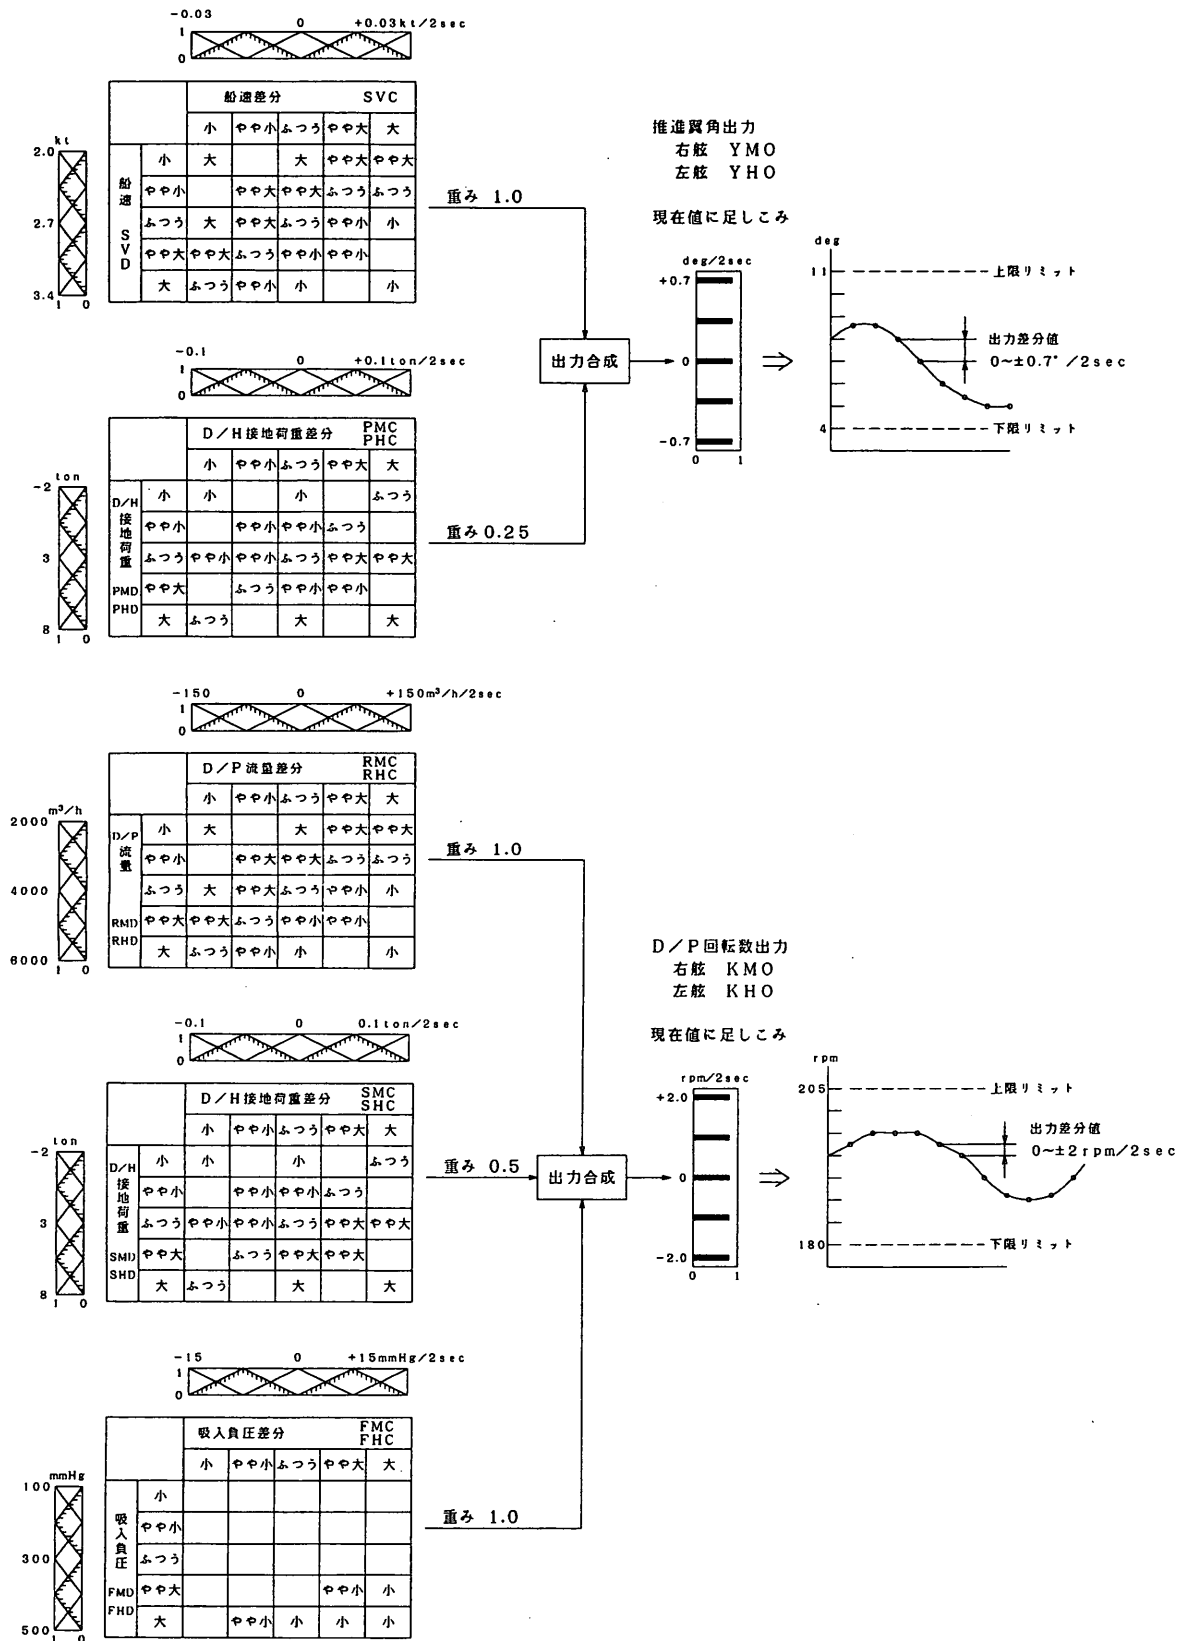 -0.03 0 +0.03kt/2sec
1
0
船速差分 SVC
小 やや小 ふつう やや大 大
kt
2.0
2.7
3.4
1 0
船速 SVD
小 大 大 やや大 やや大
やや小 やや大 やや大 ふつう ふつう
ふつう 大 やや大 ふつう やや小 小
やや大 やや大 ふつう やや小 やや小
大 ふつう やや小 小 小
重み 1.0
-0.1 0 +0.1ton/2sec
1
0
D/H接地荷重差分 PMC
PHC
小 やや小 ふつう やや大 大
ton
-2
3
8
1 0
D/H接地荷重
PMD
PHD
小 小 小 ふつう
やや小 やや小 やや小 ふつう
ふつう やや小 やや小 ふつう やや大 やや大
やや大 ふつう やや小 やや小
大 ふつう 大 大
重み0.25
出力合成
推進翼角出力
右舷 YMO
左舷 YHO
現在値に足しこみ
deg/2sec
+0.7
0
-0.7
0 1
deg
11 上限リミット
出力差分値
0~±0.7°/2sec
4 下限リミット
-150 0 +150m³/h/2sec
1
0
D/P流量差分 RMC
RHC
小 やや小 ふつう やや大 大
m³/h
2000
4000
6000
1 0
D/P流量
RMD
RHD
小 大 大 やや大 やや大
やや小 やや大 やや大 ふつう ふつう
ふつう 大 やや大 ふつう やや小 小
やや大 やや大 ふつう やや小 やや小
大 ふつう やや小 小 小
重み 1.0
-0.1 0 0.1ton/2sec
1
0
D/H接地荷重差分 SMC
SHC
小 やや小 ふつう やや大 大
ton
-2
3
8
1 0
D/H接地荷重
SMD
SHD
小 小 小 ふつう
やや小 やや小 やや小 ふつう
ふつう やや小 やや小 ふつう やや大 やや大
やや大 ふつう やや大 やや大
大 ふつう 大 大
重み 0.5
出力合成
D/P回転数出力
右舷 KMO
左舷 KHO
現在値に足しこみ
rpm/2sec
+2.0
0
-2.0
0 1
rpm
205 上限リミット
出力差分値
0~±2rpm/2sec
180 下限リミット
-15 0 +15mmHg/2sec
1
0
吸入負圧差分 FMC
FHC
小 やや小 ふつう やや大 大
mmHg
100
300
500
1 0
吸入負圧
FMD
FHD
小
やや小
ふつう
やや大 やや小 小
大 やや小 小 小 小
重み 1.0